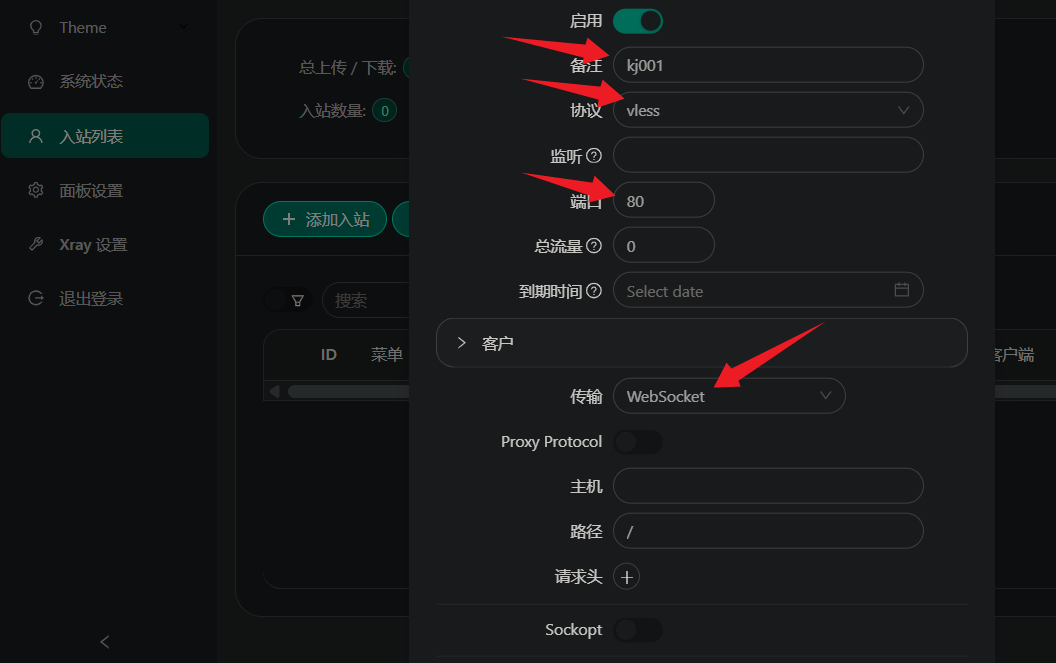 Theme
系统状态
入站列表
面板设置
Xray 设置
退出登录
总上传 / 下载:
入站数量: 0
添加入站
搜索
ID 菜单
客户端
启用
备注 kj001
协议 vless
监听
端口 80
总流量 0
到期时间 Select date
客户
传输 WebSocket
Proxy Protocol
主机
路径 /
请求头
Sockopt